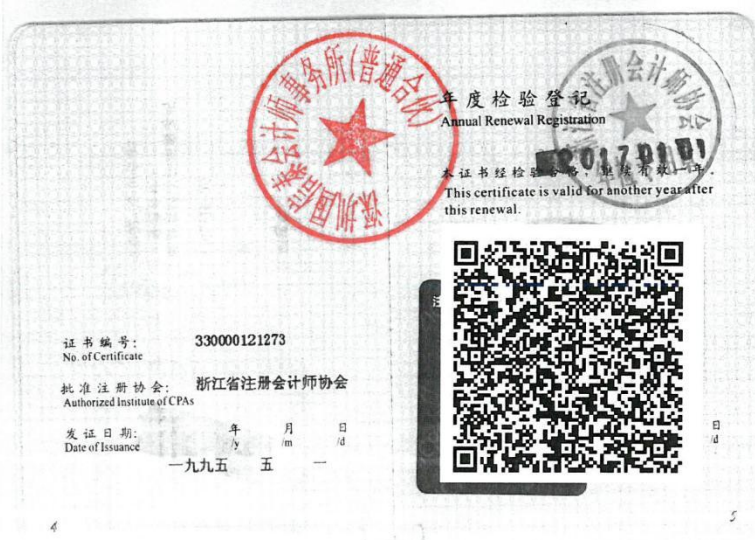 深圳国信泰会计师事务所(普通合伙)
证书编号:
330000121273
No. of Certificate
批准注册协会:
浙江省注册会计师协会
Authorized Institute of CPAs
发证日期:
年 月 日
Date of Issuance
/y /m /d
一九九五 五 一
4
年度检验登记
Annual Renewal Registration
浙江省注册会计师协会
2017 01 01
本证书经检验合格,继续有效一年.
This certificate is valid for another year after
this renewal.
注
日
/d
5